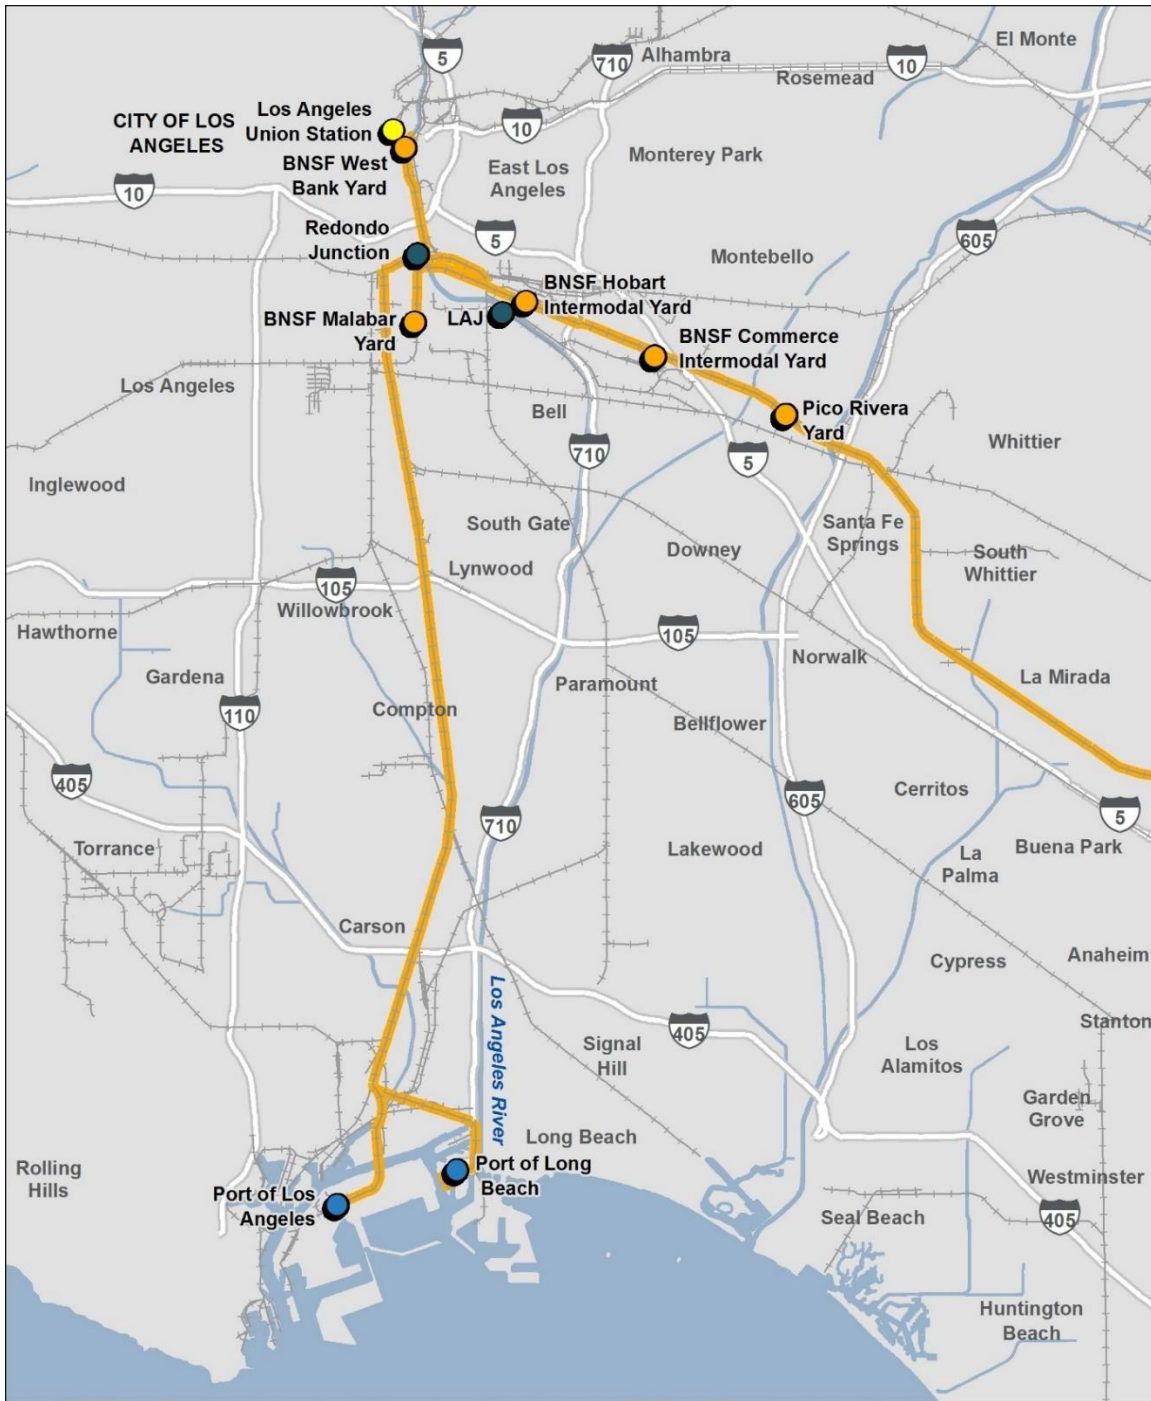 El Monte
5
710
Alhambra
10
Rosemead
Los Angeles
Union Station
CITY OF LOS
ANGELES
10
Monterey Park
BNSF West
Bank Yard
East Los
Angeles
10
Redondo
Junction
5
605
Montebello
BNSF Hobart
Intermodal Yard
BNSF Malabar
Yard
LAJ
BNSF Commerce
Intermodal Yard
Los Angeles
Bell
Pico Rivera
Yard
Whittier
710
5
Inglewood
South Gate
Santa Fe
Springs
Downey
South
Whittier
Lynwood
105
Willowbrook
Hawthorne
105
Norwalk
Gardena
Paramount
La Mirada
110
Compton
Bellflower
405
Cerritos
605
5
710
Torrance
Lakewood
Buena Park
La
Palma
Carson
Cypress
Anaheim
Los Angeles River
405
Stanton
Signal
Hill
Los
Alamitos
Garden
Grove
Long Beach
Rolling
Hills
Port of Long
Beach
Westminster
Port of Los
Angeles
Seal Beach
405
Huntington
Beach